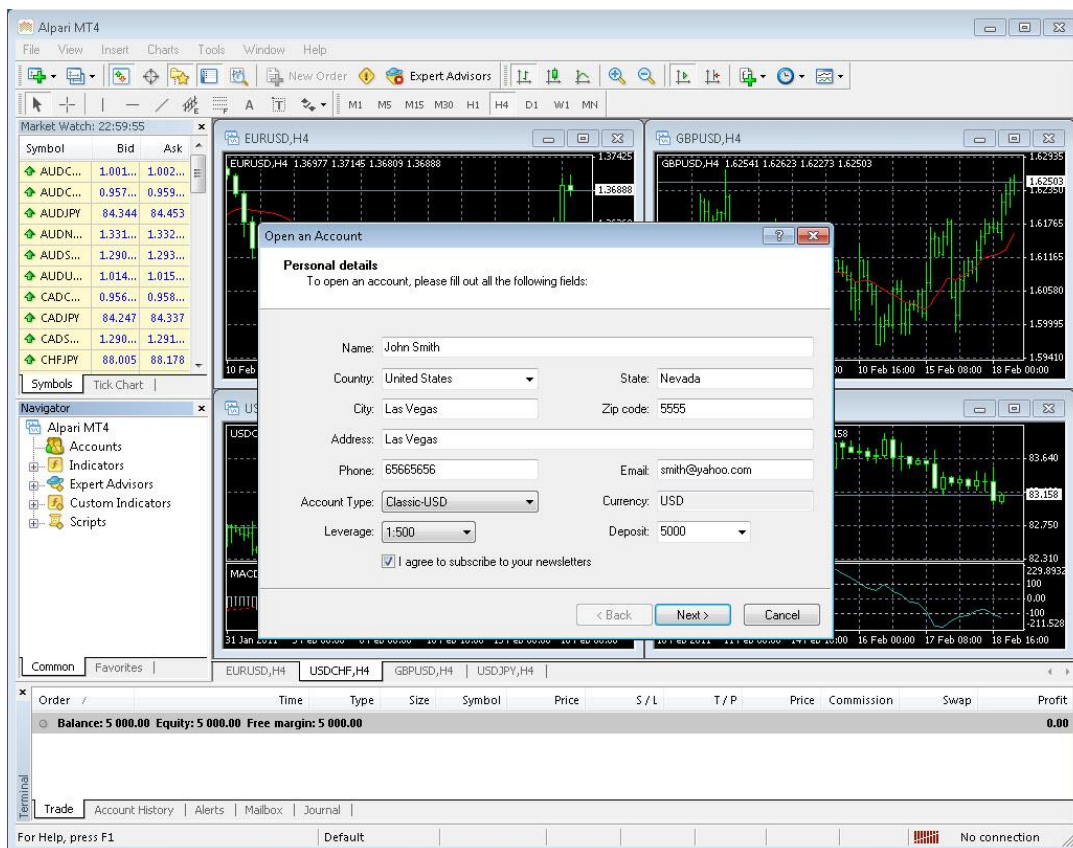 Alpari MT4
File View Insert Charts Tools Window Help
New Order Expert Advisors
A T M1 M5 M15 M30 H1 H4 D1 W1 MN
Market Watch: 22:59:55
Symbol Bid Ask
AUDC... 1.001... 1.002...
AUDC... 0.957... 0.959...
AUDJPY 84.344 84.453
AUDN... 1.331... 1.332...
AUDS... 1.290... 1.293...
AUDU... 1.014... 1.015...
CADC... 0.956... 0.958...
CADJPY 84.247 84.337
CADS... 1.290... 1.291...
CHFJPY 88.005 88.178
Symbols Tick Chart
Navigator
Alpari MT4
Accounts
Indicators
Expert Advisors
Custom Indicators
Scripts
Common Favorites
EURUSD,H4
EURUSD,H4 1.36977 1.37145 1.36809 1.36888
1.37425
1.36888
10 Feb
GBPUSD,H4
GBPUSD,H4 1.62541 1.62623 1.62273 1.62503
1.62935
1.62503
1.62350
1.61765
1.61165
1.60580
1.59995
1.59410
10 Feb 16:00 15 Feb 08:00 18 Feb 00:00
Open an Account
Personal details
To open an account, please fill out all the following fields:
Name: John Smith
Country: United States State: Nevada
City: Las Vegas Zip code: 5555
Address: Las Vegas
Phone: 65665656 Email: smith@yahoo.com
Account Type: Classic-USD Currency: USD
Leverage: 1:500 Deposit: 5000
I agree to subscribe to your newsletters
< Back Next > Cancel
US
USDC
MACD
31 Jan 2011
158
83.640
83.158
82.750
82.310
229.8932
100
0.00
-100
-211.528
16 Feb 00:00 17 Feb 08:00 18 Feb 16:00
EURUSD,H4 USDCHF,H4 GBPUSD,H4 USDJPY,H4
Order / Time Type Size Symbol Price S / L T / P Price Commission Swap Profit
Balance: 5 000.00 Equity: 5 000.00 Free margin: 5 000.00 0.00
Terminal
Trade Account History Alerts Mailbox Journal
For Help, press F1 Default No connection